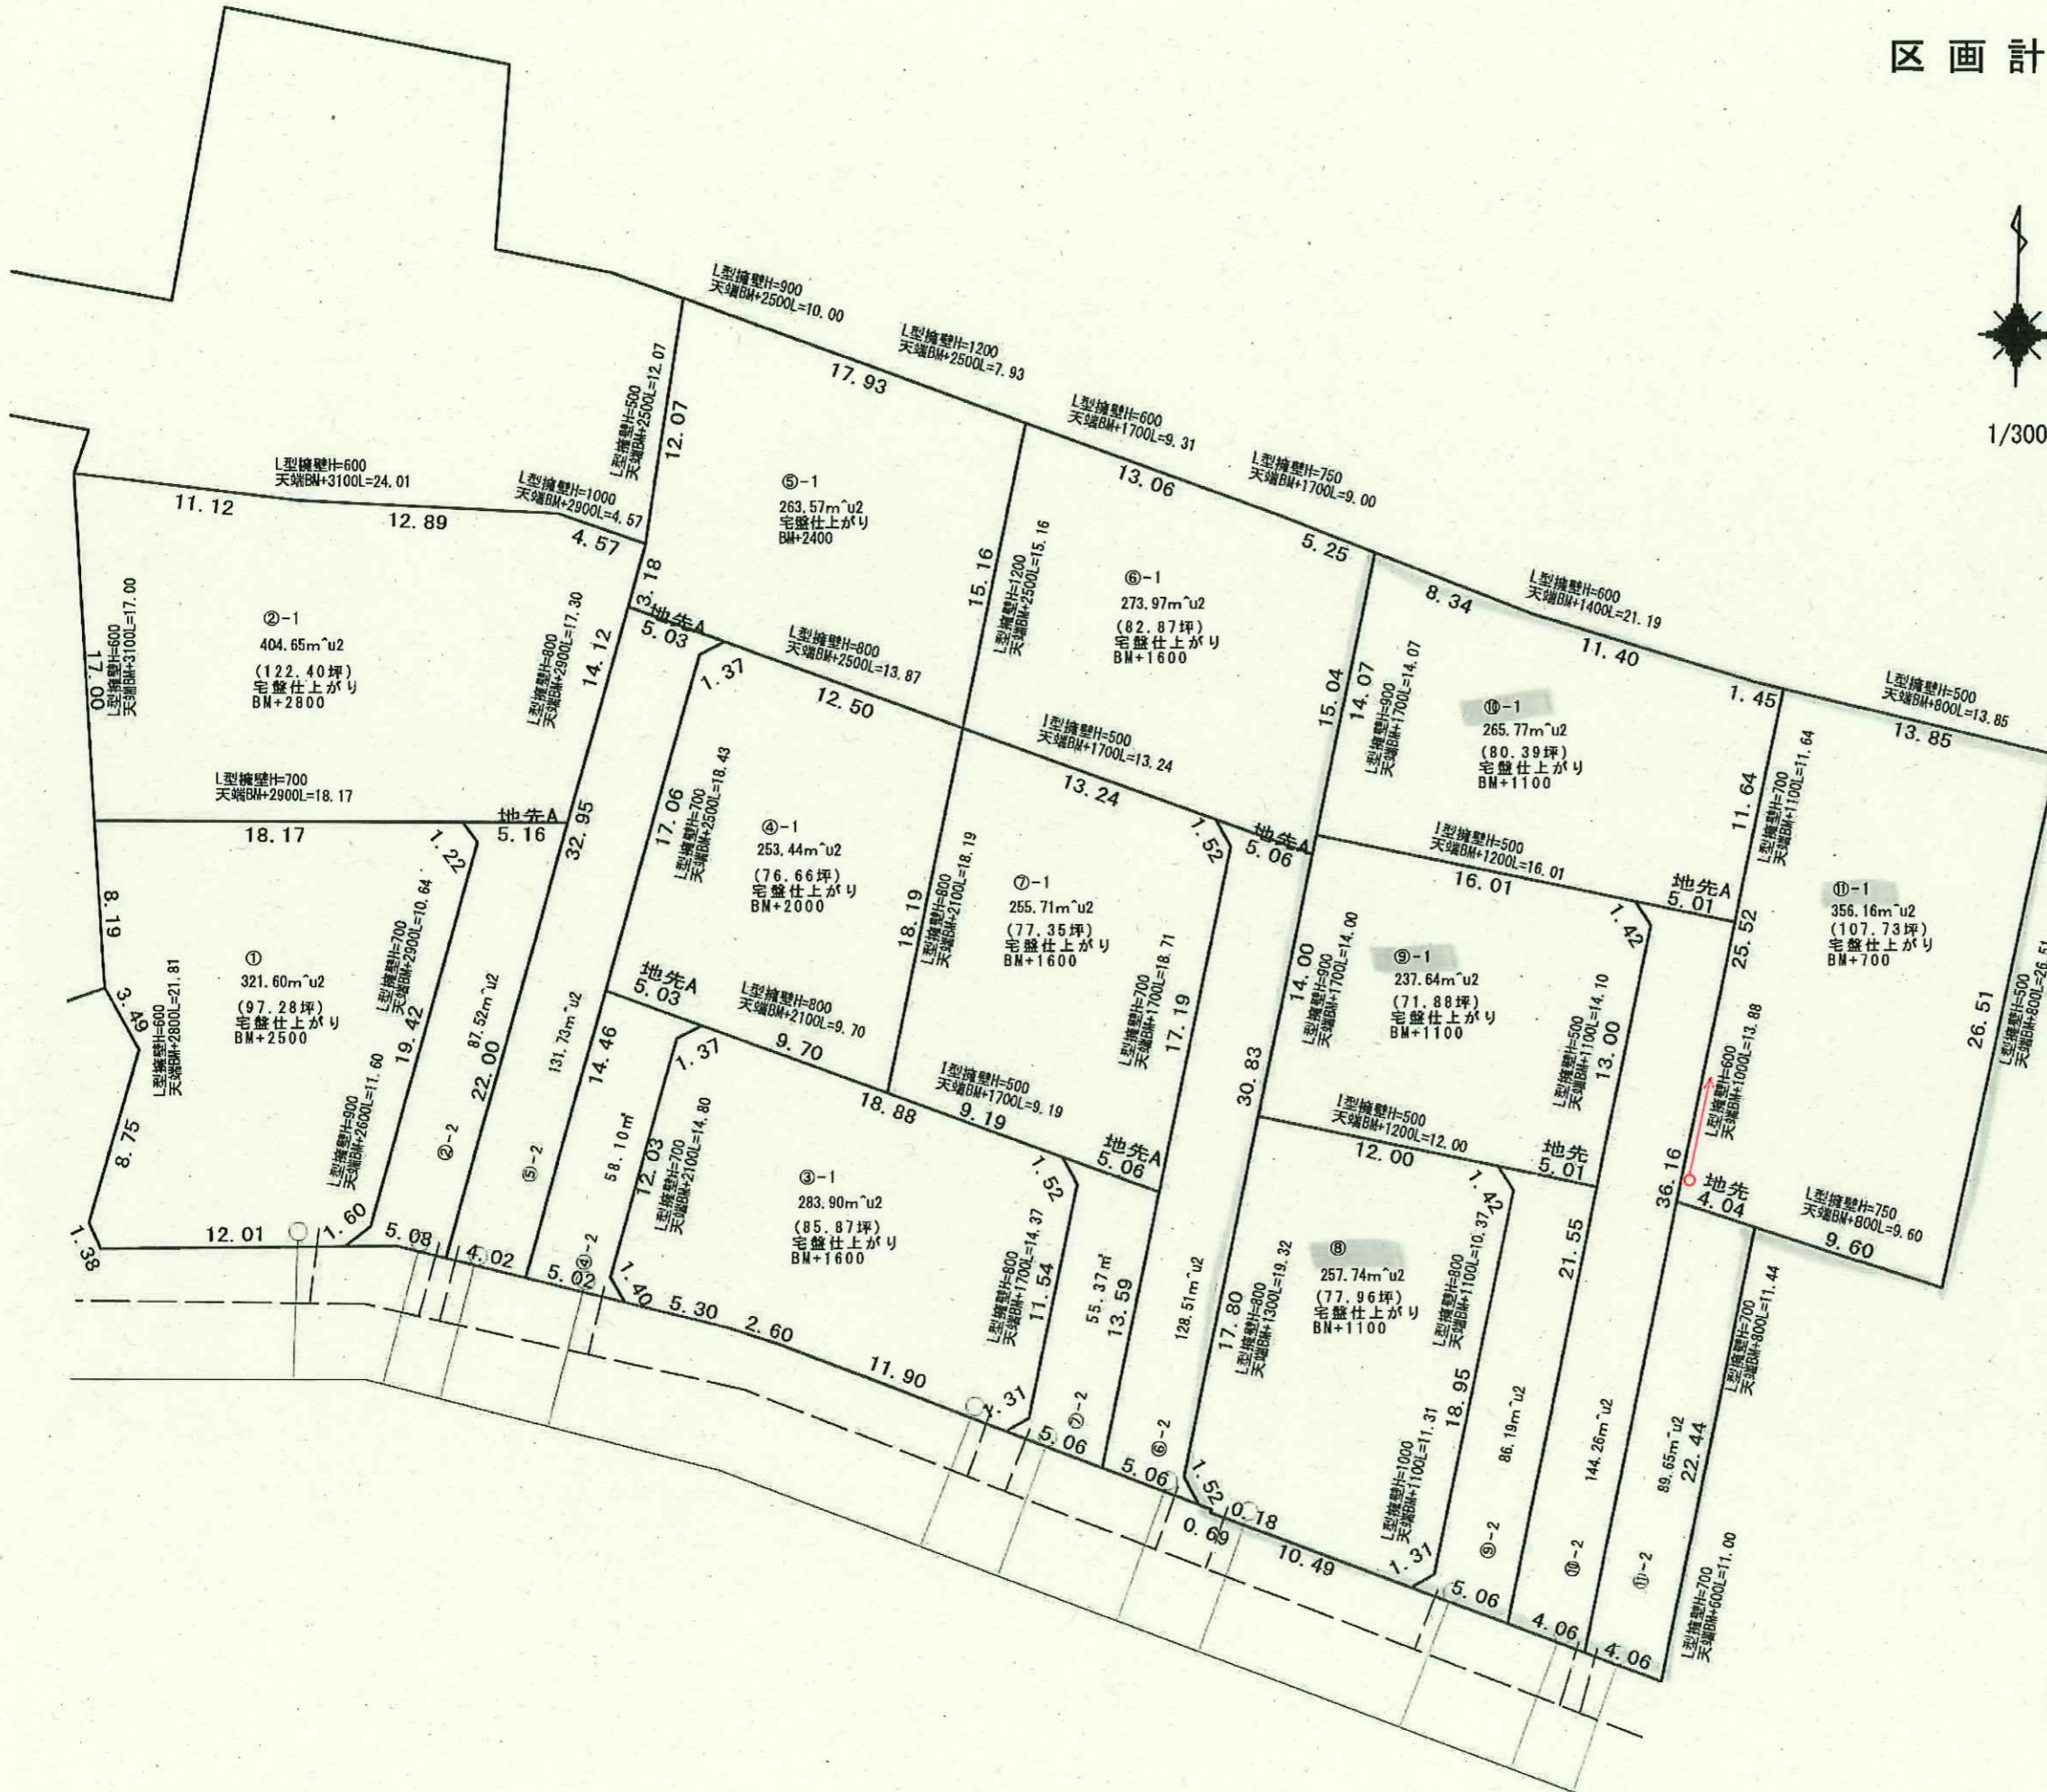 区画計
1/300
L型擁壁H=900
天端BM+2500L=10.00
L型擁壁H=1200
天端BM+2500L=7.93
17.93
L型擁壁H=600
天端BM+1700L=9.31
13.06
L型擁壁H=750
天端BM+1700L=9.00
5.25
L型擁壁H=500
天端BM+2500L=12.07
12.07
L型擁壁H=600
天端BM+3100L=24.01
11.12
12.89
L型擁壁H=1000
天端BM+2900L=4.57
4.57
3.18
⑤-1
263.57m^u2
宅盤仕上がり
BM+2400
15.16
L型擁壁H=1200
天端BM+2500L=15.16
⑥-1
273.97m^u2
(82.87坪)
宅盤仕上がり
BM+1600
8.34
L型擁壁H=600
天端BM+1400L=21.19
11.40
1.45
L型擁壁H=500
天端BM+800L=13.85
13.85
②-1
404.65m^u2
(122.40坪)
宅盤仕上がり
BM+2800
17.00
L型擁壁H=600
天端BM+3100L=17.00
L型擁壁H=800
天端BM+2900L=17.30
14.12
地先A
5.03
1.37
L型擁壁H=800
天端BM+2500L=13.87
12.50
I型擁壁H=500
天端BM+1700L=13.24
13.24
15.04
14.07
L型擁壁H=900
天端BM+1700L=14.07
⑩-1
265.77m^u2
(80.39坪)
宅盤仕上がり
BM+1100
11.64
L型擁壁H=700
天端BM+1100L=11.64
L型擁壁H=700
天端BM+2900L=18.17
18.17
地先A
5.16
1.22
32.95
17.06
L型擁壁H=700
天端BM+2500L=18.43
④-1
253.44m^u2
(76.66坪)
宅盤仕上がり
BM+2000
18.19
L型擁壁H=800
天端BM+2100L=18.19
⑦-1
255.71m^u2
(77.35坪)
宅盤仕上がり
BM+1600
1.52
地先A
5.06
I型擁壁H=500
天端BM+1200L=16.01
16.01
地先A
5.01
1.42
25.52
⑪-1
356.16m^u2
(107.73坪)
宅盤仕上がり
BM+700
26.51
L型擁壁H=500
天端BM+800L=26.51
8.19
3.49
8.75
1.38
L型擁壁H=600
天端BM+2800L=21.81
①
321.60m^u2
(97.28坪)
宅盤仕上がり
BM+2500
L型擁壁H=700
天端BM+2900L=10.64
19.42
L型擁壁H=900
天端BM+2600L=11.60
87.52m^u2
22.00
②-2
131.73m^u2
⑤-2
14.46
地先A
5.03
1.37
L型擁壁H=800
天端BM+2100L=9.70
9.70
18.88
I型擁壁H=500
天端BM+1700L=9.19
9.19
L型擁壁H=700
天端BM+1700L=18.71
17.19
地先A
5.06
1.52
14.00
L型擁壁H=900
天端BM+1700L=14.00
⑨-1
237.64m^u2
(71.88坪)
宅盤仕上がり
BM+1100
L型擁壁H=500
天端BM+1100L=14.10
13.00
30.83
I型擁壁H=500
天端BM+1200L=12.00
12.00
地先
5.01
1.42
L型擁壁H=600
天端BM+1000L=13.88
36.16
地先
4.04
L型擁壁H=750
天端BM+800L=9.60
9.60
58.10㎡
④-2
12.03
L型擁壁H=700
天端BM+2100L=14.80
③-1
283.90m^u2
(85.87坪)
宅盤仕上がり
BM+1600
L型擁壁H=800
天端BM+1700L=14.37
11.54
55.37㎡
13.59
⑦-2
128.51m^u2
⑥-2
17.80
L型擁壁H=800
天端BM+1300L=19.32
⑧
257.74m^u2
(77.96坪)
宅盤仕上がり
BM+1100
L型擁壁H=800
天端BM+1100L=10.37
18.95
L型擁壁H=1000
天端BM+1100L=11.31
86.19m^u2
⑨-2
21.55
144.26m^u2
⑩-2
89.65m^u2
⑪-2
22.44
L型擁壁H=700
天端BM+800L=11.44
L型擁壁H=700
天端BM+600L=11.00
12.01
1.60
5.08
4.02
5.02
1.40
5.30
2.60
11.90
1.31
5.06
5.06
1.52
0.69
0.18
10.49
1.31
5.06
4.06
4.06